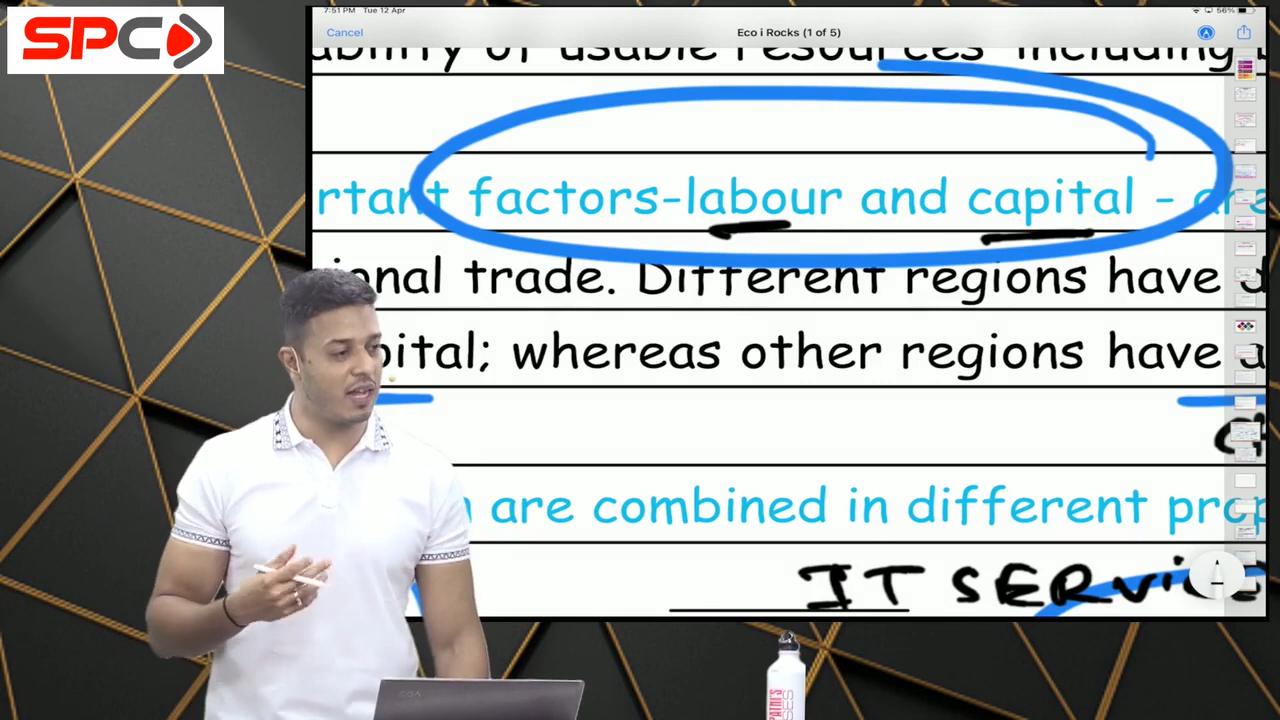 SPC
7:51 PM Tue 12 Apr
56%
Cancel
Eco i Rocks (1 of 5)
ability of usable resources including
rtant factors-labour and capital - are
ional trade. Different regions have d
pital; whereas other regions have a
n are combined in different prop
IT SERVICE
PATNI'S